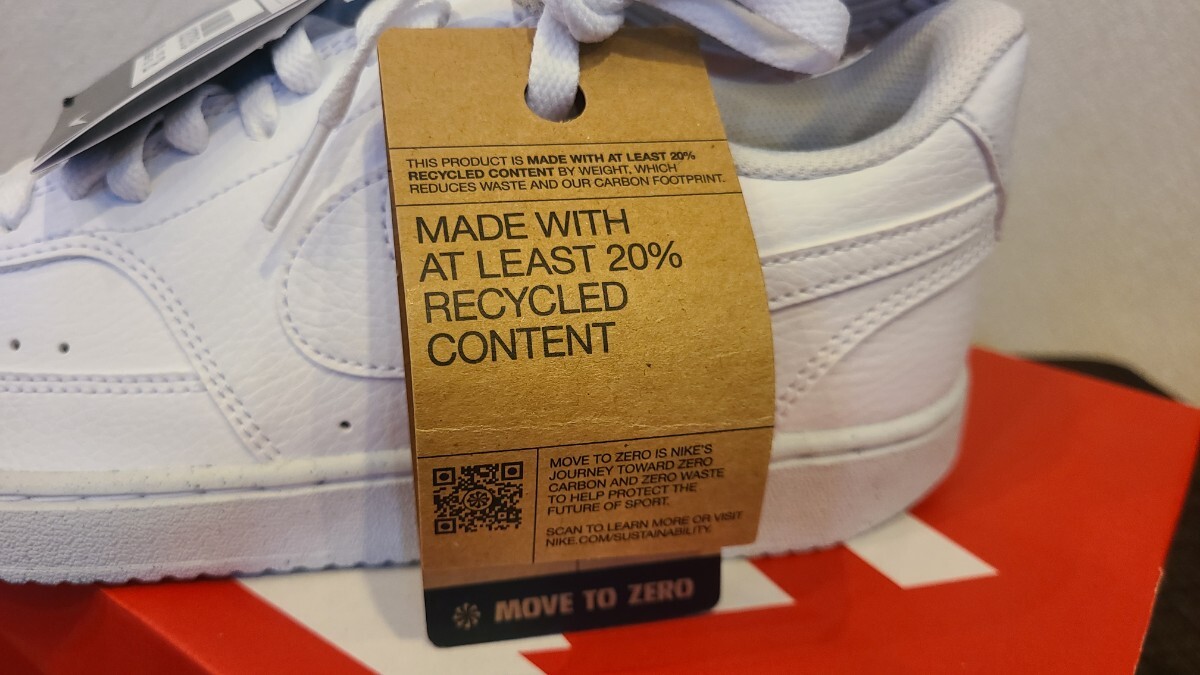 THIS PRODUCT IS MADE WITH AT LEAST 20%
RECYCLED CONTENT BY WEIGHT, WHICH
REDUCES WASTE AND OUR CARBON FOOTPRINT.
MADE WITH
AT LEAST 20%
RECYCLED
CONTENT
MOVE TO ZERO IS NIKE'S
JOURNEY TOWARD ZERO
CARBON AND ZERO WASTE
TO HELP PROTECT THE
FUTURE OF SPORT.
SCAN TO LEARN MORE OR VISIT
NIKE.COM/SUSTAINABILITY.
MOVE TO ZERO